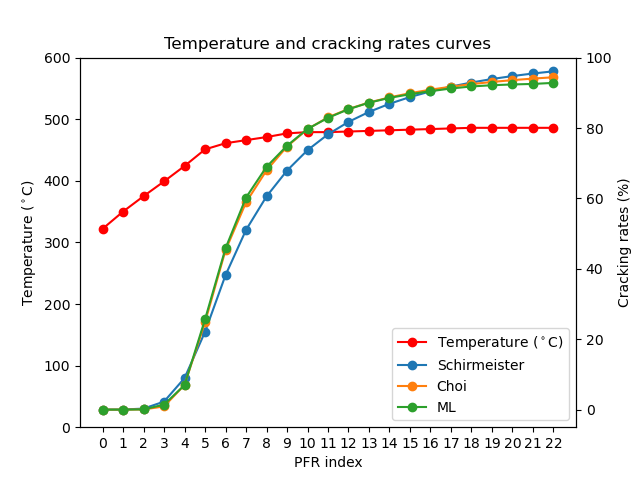 Temperature and cracking rates curves
600
500
400
300
200
100
0
Temperature (°C)
100
80
60
40
20
0
Cracking rates (%)
Temperature (°C)
Schirmeister
Choi
ML
0 1 2 3 4 5 6 7 8 9 10 11 12 13 14 15 16 17 18 19 20 21 22
PFR index